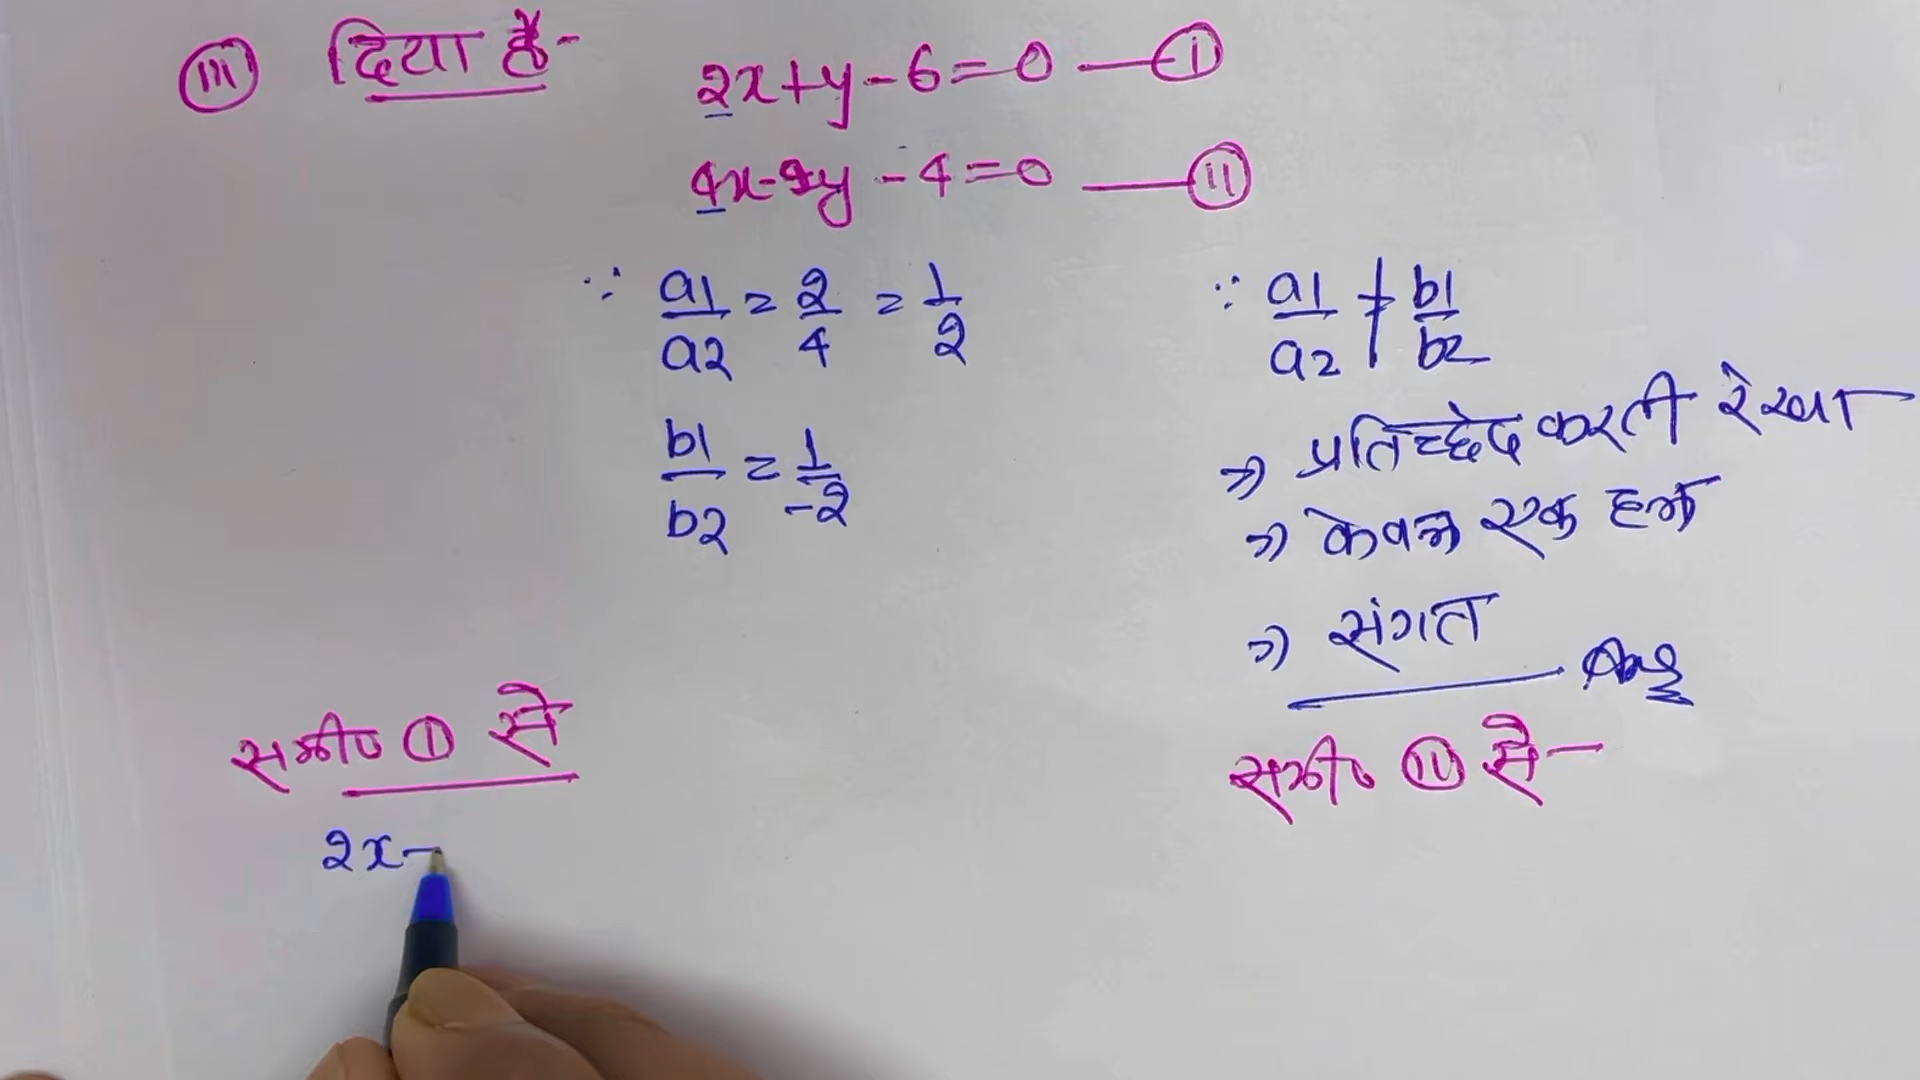 (iii) दिया है- 2x+y-6=0 —(i)
4x-2y-4=0 —(ii)
∵ a1/a2 = 2/4 = 1/2
b1/b2 = 1/-2
∵ a1/a2 ≠ b1/b2
⇒ प्रतिच्छेद करती रेखा
⇒ केवल एक हल
⇒ संगत Ans
समी० (i) से
2x-
समी० (ii) से-